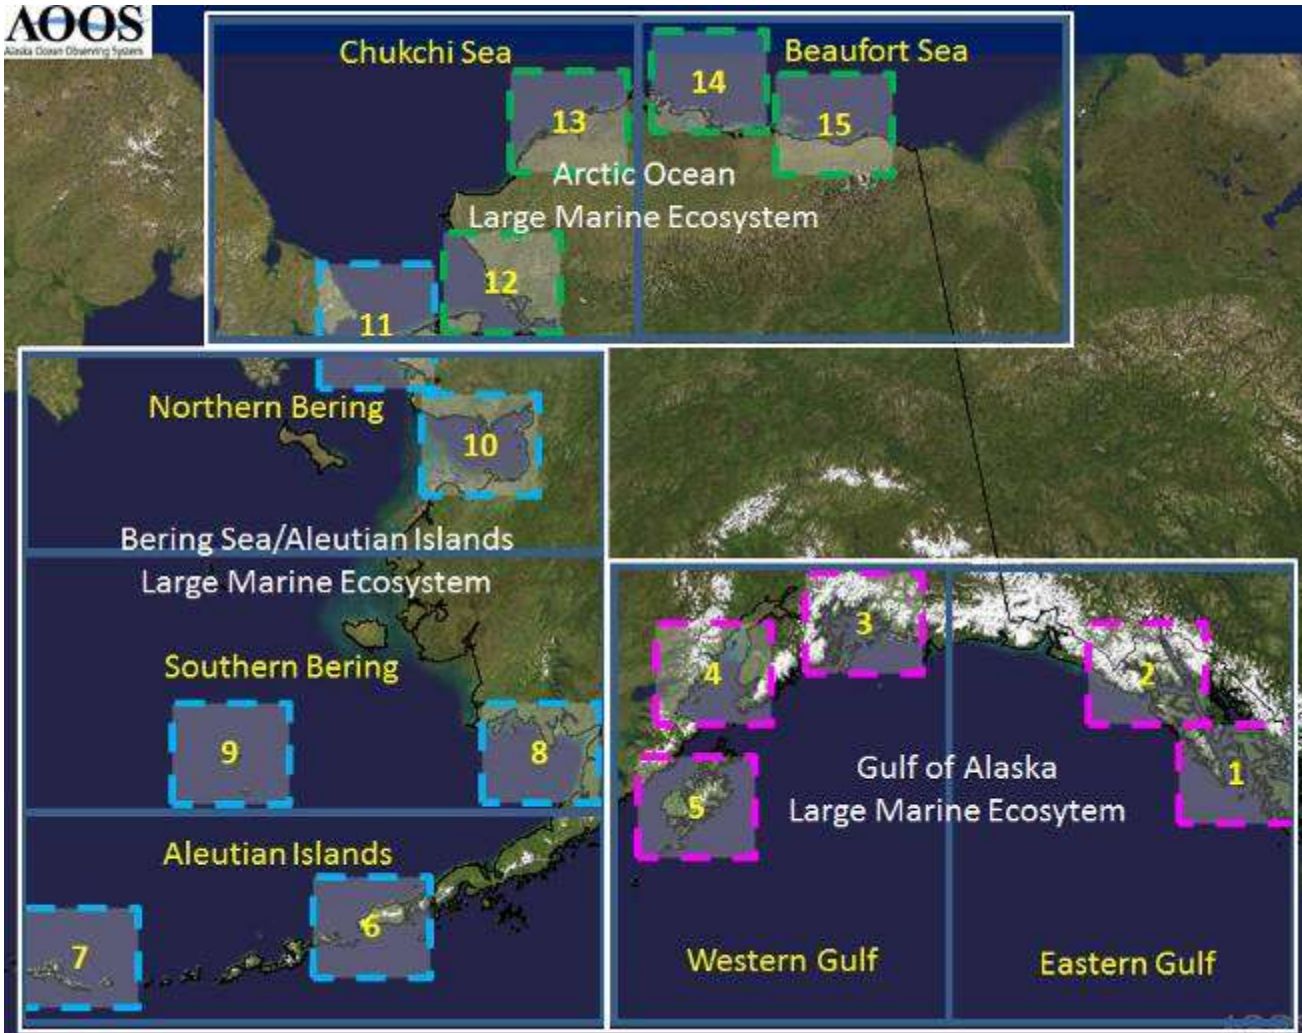 AOOS
Alaska Ocean Observing System
Chukchi Sea
Beaufort Sea
14
13
15
Arctic Ocean
Large Marine Ecosystem
12
11
Northern Bering
10
Bering Sea/Aleutian Islands
Large Marine Ecosystem
Southern Bering
9
8
3
4
2
Gulf of Alaska
Large Marine Ecosytem
1
5
Aleutian Islands
6
7
Western Gulf
Eastern Gulf